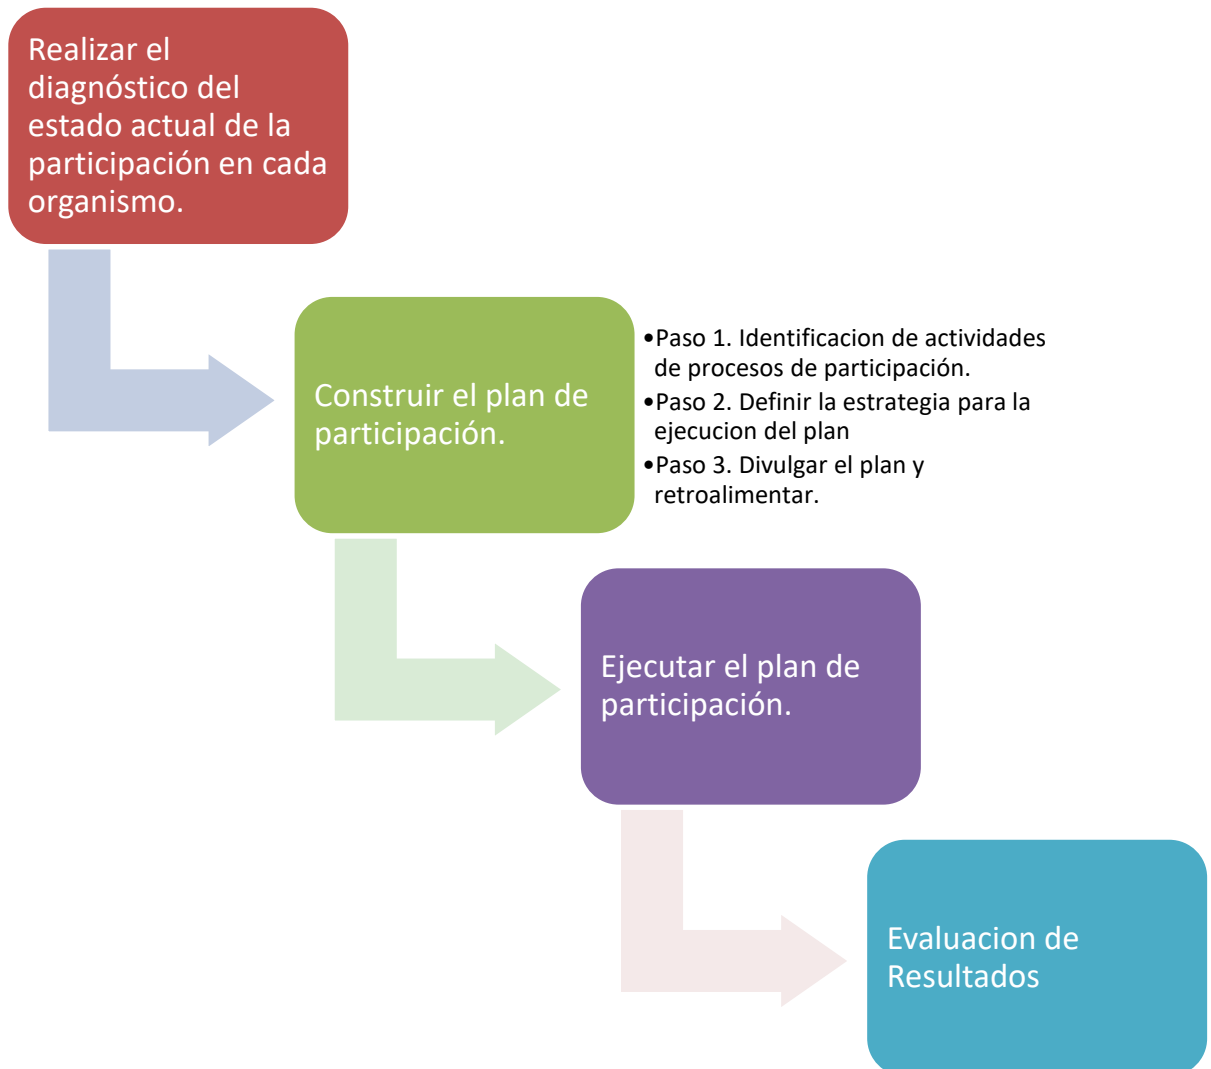 Realizar el
diagnóstico del
estado actual de la
participación en cada
organismo.
Construir el plan de
participación.
•Paso 1. Identificacion de actividades
de procesos de participación.
•Paso 2. Definir la estrategia para la
ejecucion del plan
•Paso 3. Divulgar el plan y
retroalimentar.
Ejecutar el plan de
participación.
Evaluacion de
Resultados